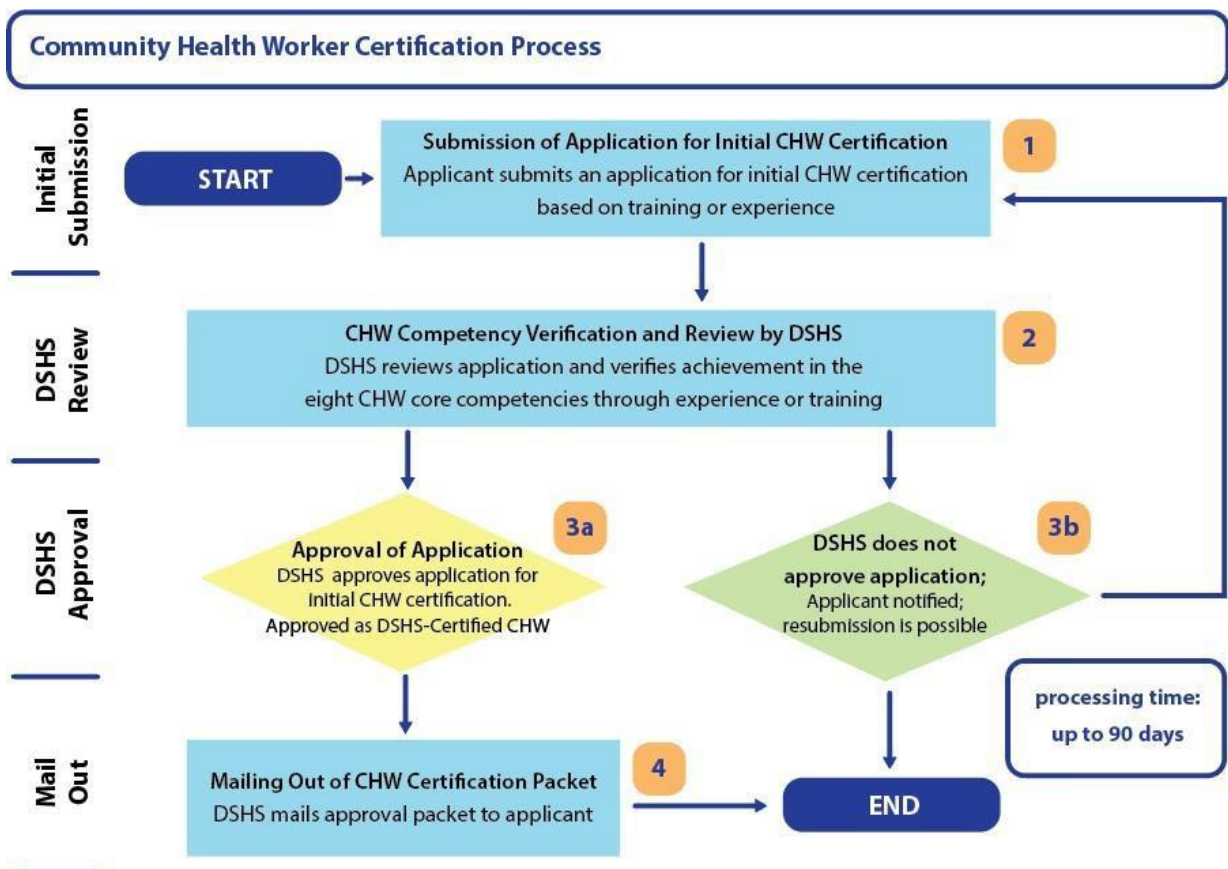 Community Health Worker Certification Process
Initial
Submission
START
Submission of Application for Initial CHW Certification
Applicant submits an application for initial CHW certification
based on training or experience
1
DSHS
Review
CHW Competency Verification and Review by DSHS
DSHS reviews application and verifies achievement in the
eight CHW core competencies through experience or training
2
DSHS
Approval
Approval of Application
DSHS approves application for
initial CHW certification.
Approved as DSHS-Certified CHW
3a
DSHS does not
approve application;
Applicant notified;
resubmission is possible
3b
processing time:
up to 90 days
Mail
Out
Mailing Out of CHW Certification Packet
DSHS mails approval packet to applicant
4
END